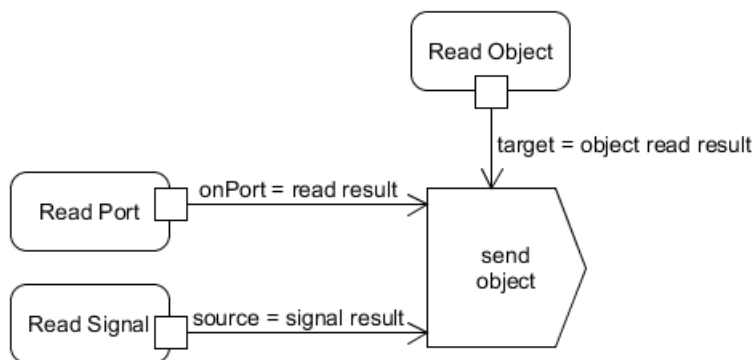 Read Object
target = object read result
onPort = read result
Read Port
send
object
source = signal result
Read Signal